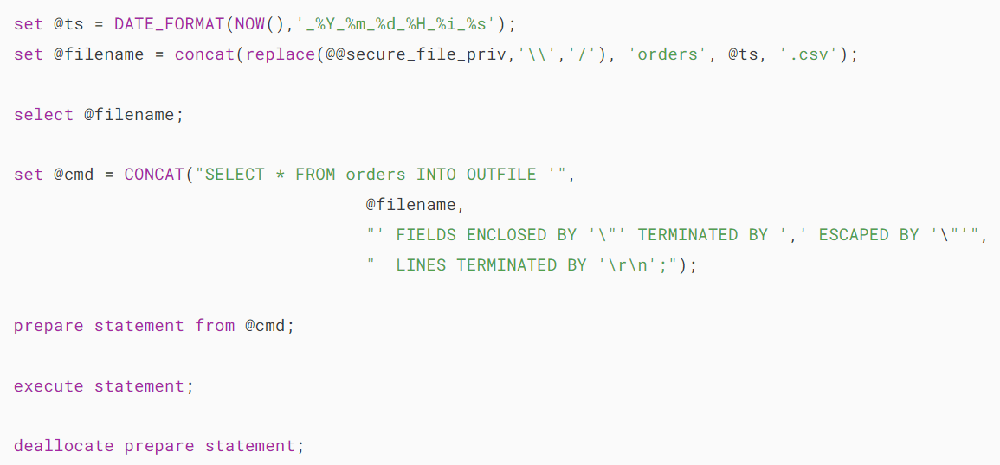 set @ts = DATE_FORMAT(NOW(),'_%Y_%m_%d_%H_%i_%s');
set @filename = concat(replace(@@secure_file_priv,'\\','/'), 'orders', @ts, '.csv');
select @filename;
set @cmd = CONCAT("SELECT * FROM orders INTO OUTFILE '",
@filename,
"' FIELDS ENCLOSED BY '\"' TERMINATED BY ',' ESCAPED BY '\"'",
"  LINES TERMINATED BY '\r\n';");
prepare statement from @cmd;
execute statement;
deallocate prepare statement;